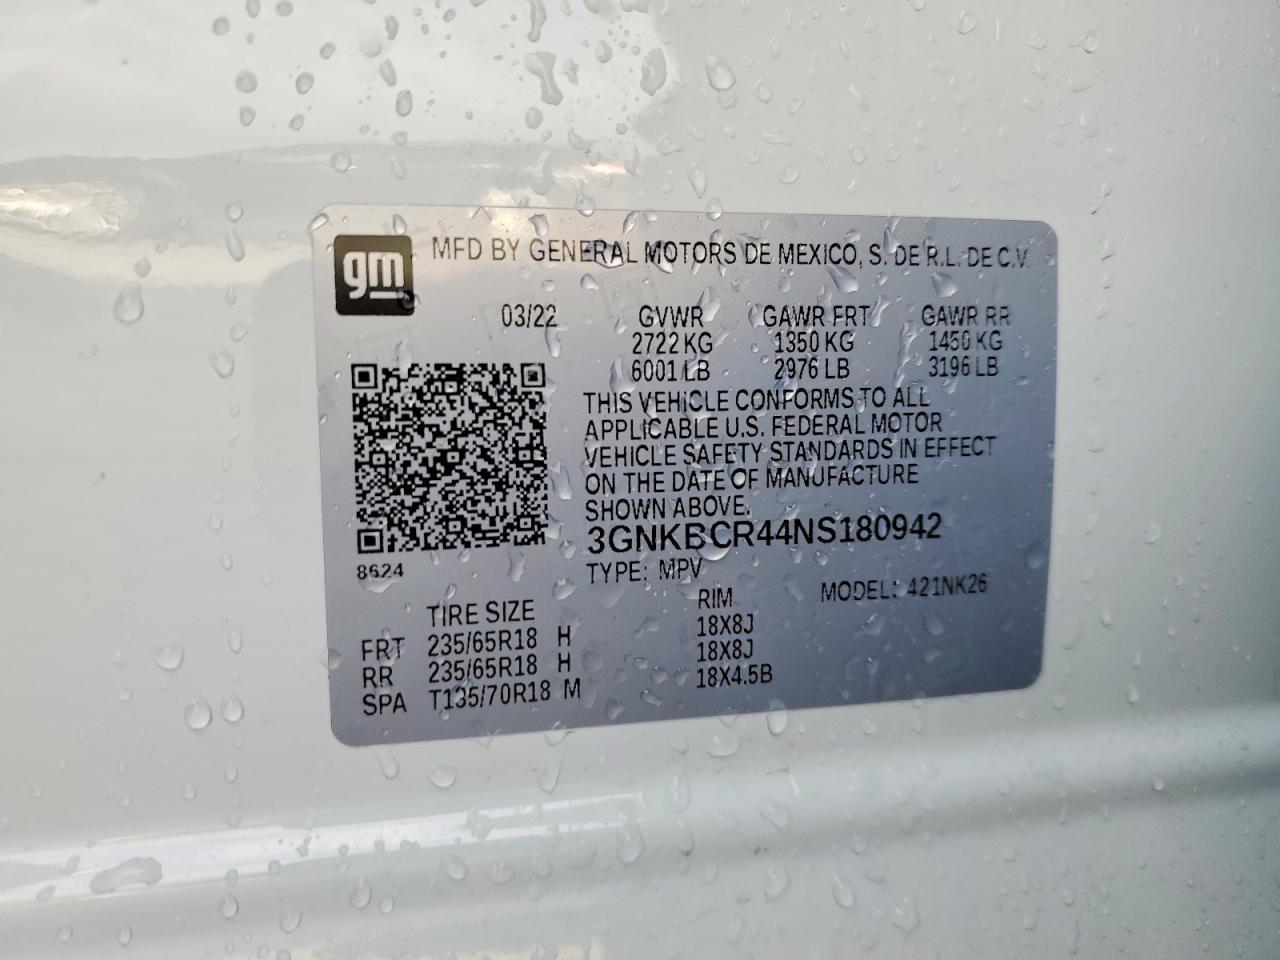 gm
MFD BY GENERAL MOTORS DE MEXICO, S. DE R.L. DE C.V.
03/22 GVWR GAWR FRT GAWR RR
2722 KG 1350 KG 1450 KG
6001 LB 2976 LB 3196 LB
THIS VEHICLE CONFORMS TO ALL
APPLICABLE U.S. FEDERAL MOTOR
VEHICLE SAFETY STANDARDS IN EFFECT
ON THE DATE OF MANUFACTURE
SHOWN ABOVE.
3GNKBCR44NS180942
8624
TYPE: MPV
MODEL: 421NK26
TIRE SIZE RIM
FRT 235/65R18 H 18X8J
RR 235/65R18 H 18X8J
SPA T135/70R18 M 18X4.5B